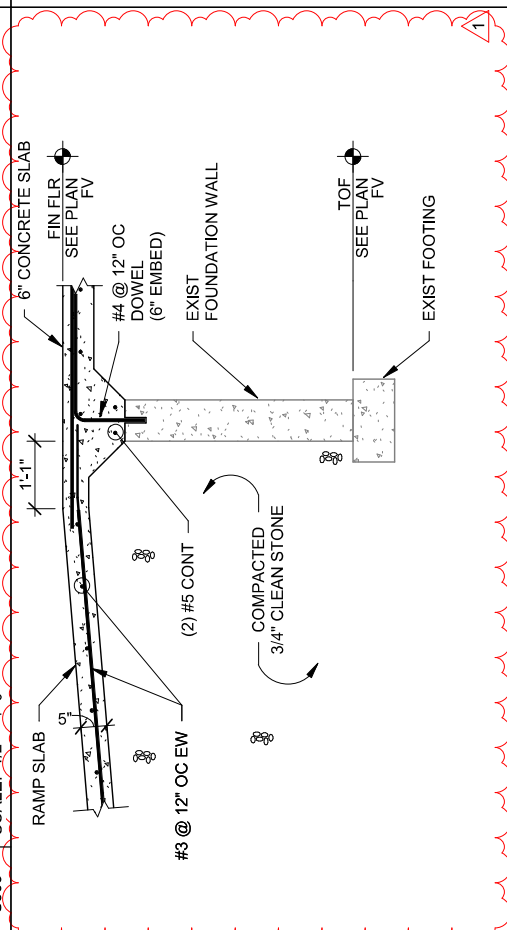 6" CONCRETE SLAB
FIN FLR
SEE PLAN
FV
#4 @ 12" OC
DOWEL
(6" EMBED)
EXIST
FOUNDATION WALL
TOF
SEE PLAN
FV
EXIST FOOTING
1'-1"
(2) #5 CONT
COMPACTED
3/4" CLEAN STONE
RAMP SLAB
5"
#3 @ 12" OC EW
1